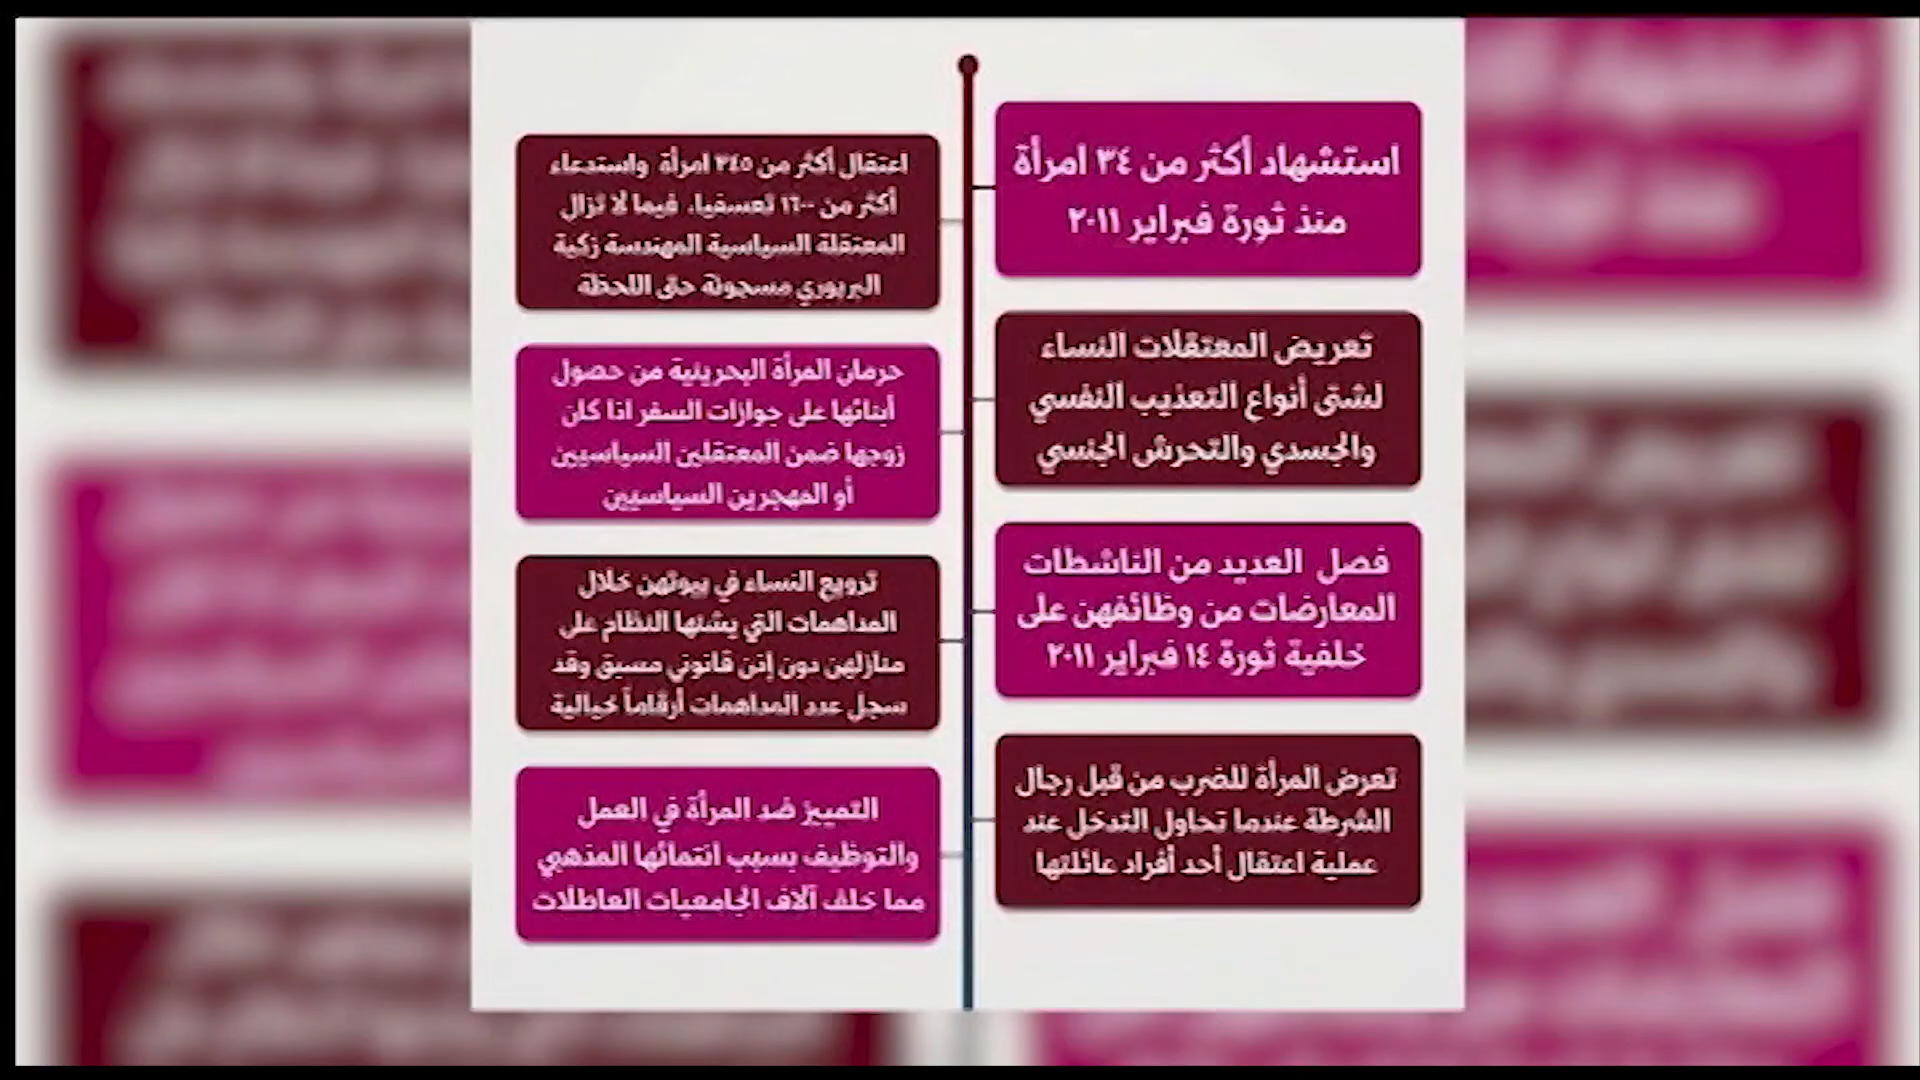 استشهاد أكثر من ٣٤ امرأة
منذ ثورة فبراير ٢٠١١
اعتقال أكثر من ٣٤٥ امرأة واستدعاء
أكثر من ١٦٠٠ تعسفيا، فيما لا تزال
المعتقلة السياسية المهندسة زكية
البربوري مسجونة حتى اللحظة
تعريض المعتقلات النساء
لشتى أنواع التعذيب النفسي
والجسدي والتحرش الجنسي
حرمان المرأة البحرينية من حصول
أبنائها على جوازات السفر اذا كان
زوجها ضمن المعتقلين السياسيين
أو المهجرين السياسيين
فصل العديد من الناشطات
المعارضات من وظائفهن على
خلفية ثورة ١٤ فبراير ٢٠١١
ترويع النساء في بيوتهن خلال
المداهمات التي يشنها النظام على
منازلهن دون إذن قانوني مسبق وقد
سجل عدد المداهمات أرقاماً خيالية
تعرض المرأة للضرب من قبل رجال
الشرطة عندما تحاول التدخل عند
عملية اعتقال أحد أفراد عائلتها
التمييز ضد المرأة في العمل
والتوظيف بسبب انتمائها المذهبي
مما خلف آلاف الجامعيات العاطلات